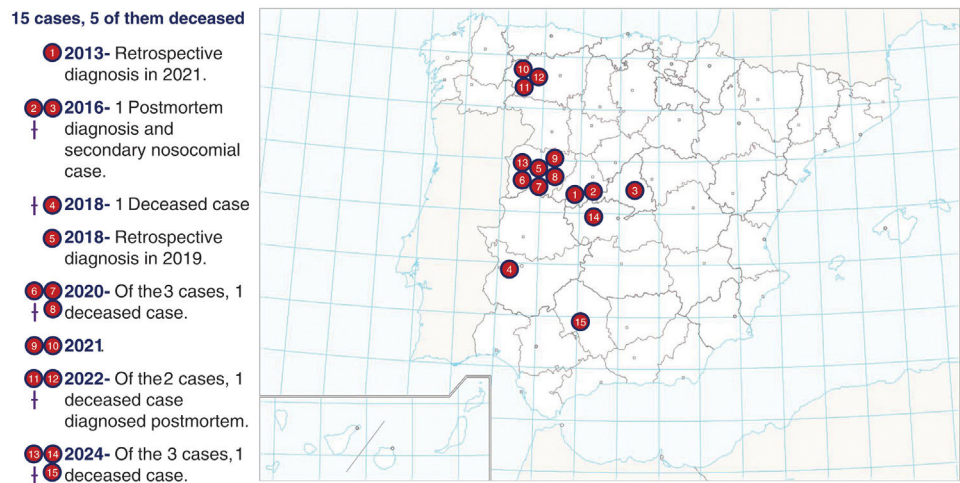 15 cases, 5 of them deceased
1 2013- Retrospective
diagnosis in 2021.
2 3 2016- 1 Postmortem
diagnosis and
secondary nosocomial
case.
4 2018- 1 Deceased case
5 2018- Retrospective
diagnosis in 2019.
6 7 2020- Of the 3 cases, 1
8 deceased case.
9 10 2021.
11 12 2022- Of the 2 cases, 1
deceased case
diagnosed postmortem.
13 14 2024- Of the 3 cases, 1
15 deceased case.
10
12
11
9
13
5
8
6
7
1
2
3
14
4
15